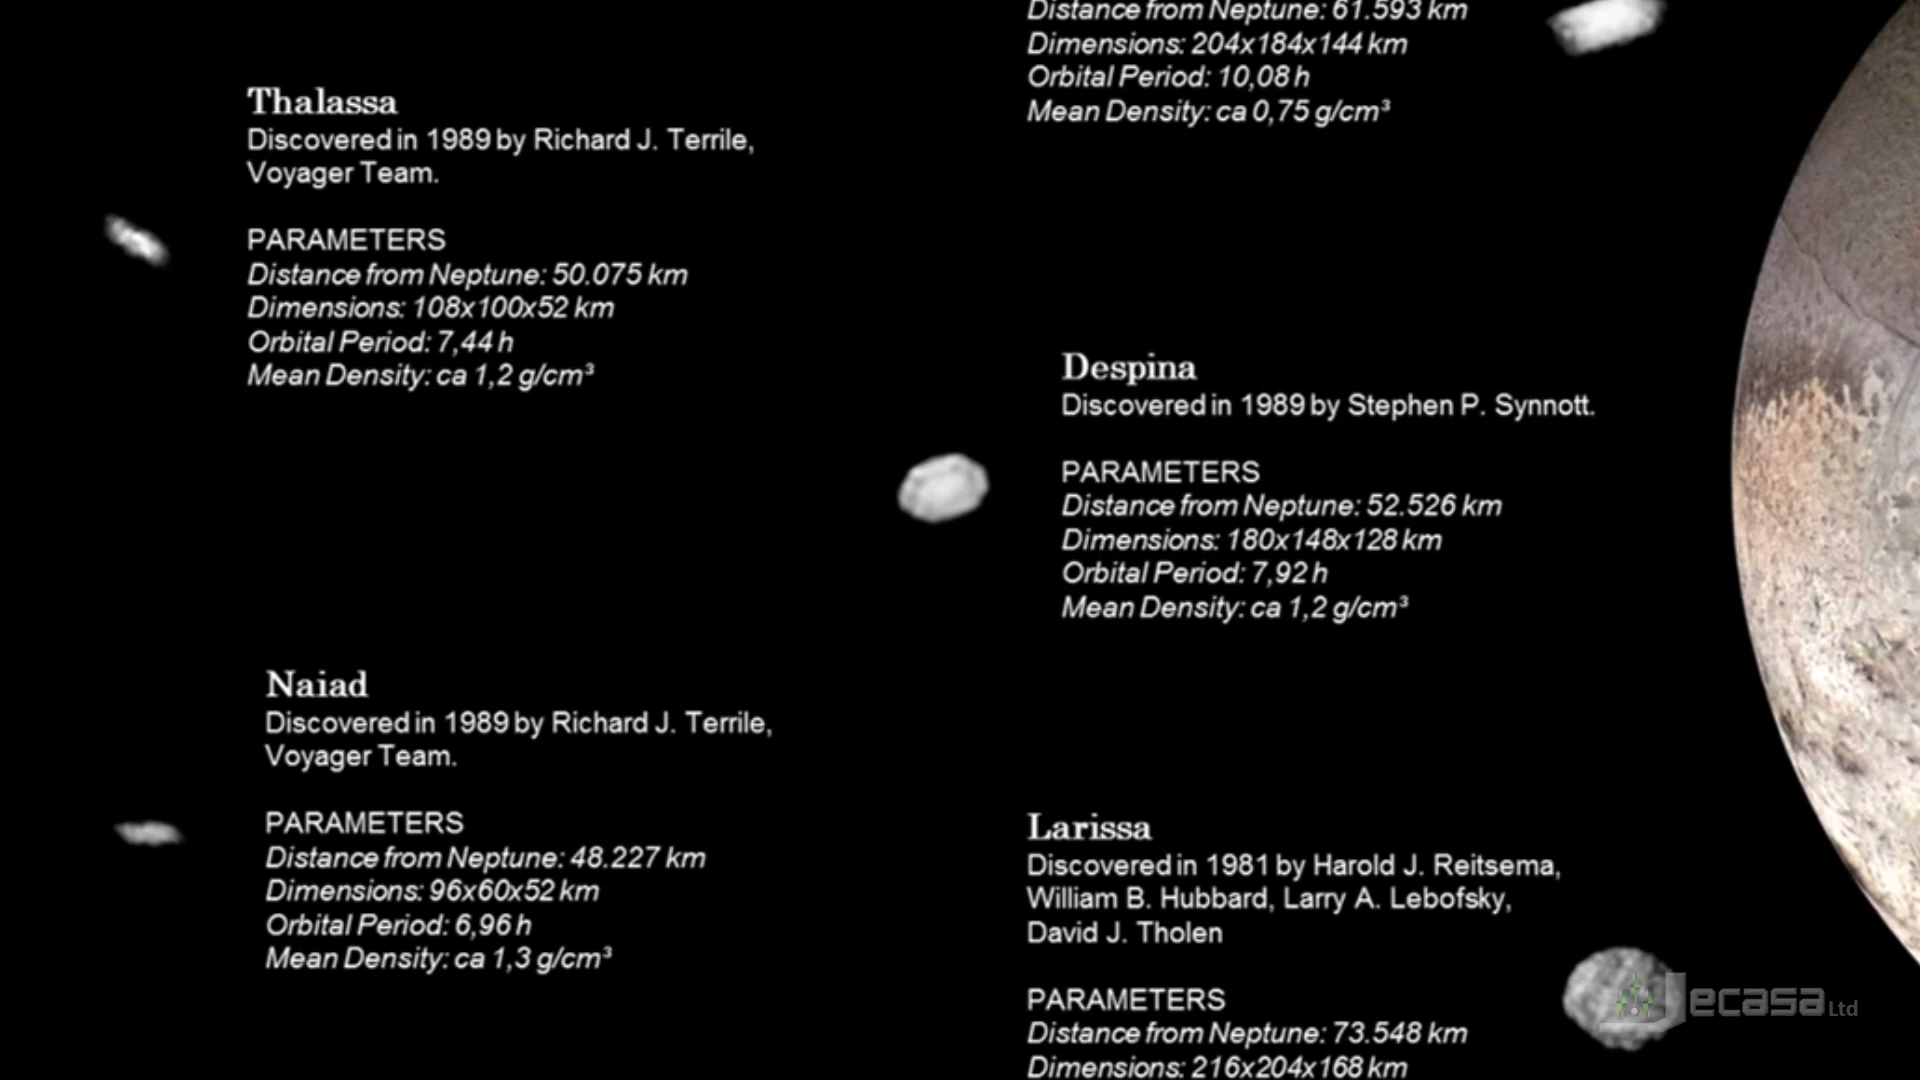 Distance from Neptune: 61.593 km
Dimensions: 204x184x144 km
Orbital Period: 10,08 h
Mean Density: ca 0,75 g/cm³
Thalassa
Discovered in 1989 by Richard J. Terrile,
Voyager Team.
PARAMETERS
Distance from Neptune: 50.075 km
Dimensions: 108x100x52 km
Orbital Period: 7,44 h
Mean Density: ca 1,2 g/cm³
Despina
Discovered in 1989 by Stephen P. Synnott.
PARAMETERS
Distance from Neptune: 52.526 km
Dimensions: 180x148x128 km
Orbital Period: 7,92 h
Mean Density: ca 1,2 g/cm³
Naiad
Discovered in 1989 by Richard J. Terrile,
Voyager Team.
PARAMETERS
Distance from Neptune: 48.227 km
Dimensions: 96x60x52 km
Orbital Period: 6,96 h
Mean Density: ca 1,3 g/cm³
Larissa
Discovered in 1981 by Harold J. Reitsema,
William B. Hubbard, Larry A. Lebofsky,
David J. Tholen
PARAMETERS
Distance from Neptune: 73.548 km
Dimensions: 216x204x168 km
Jecasa Ltd